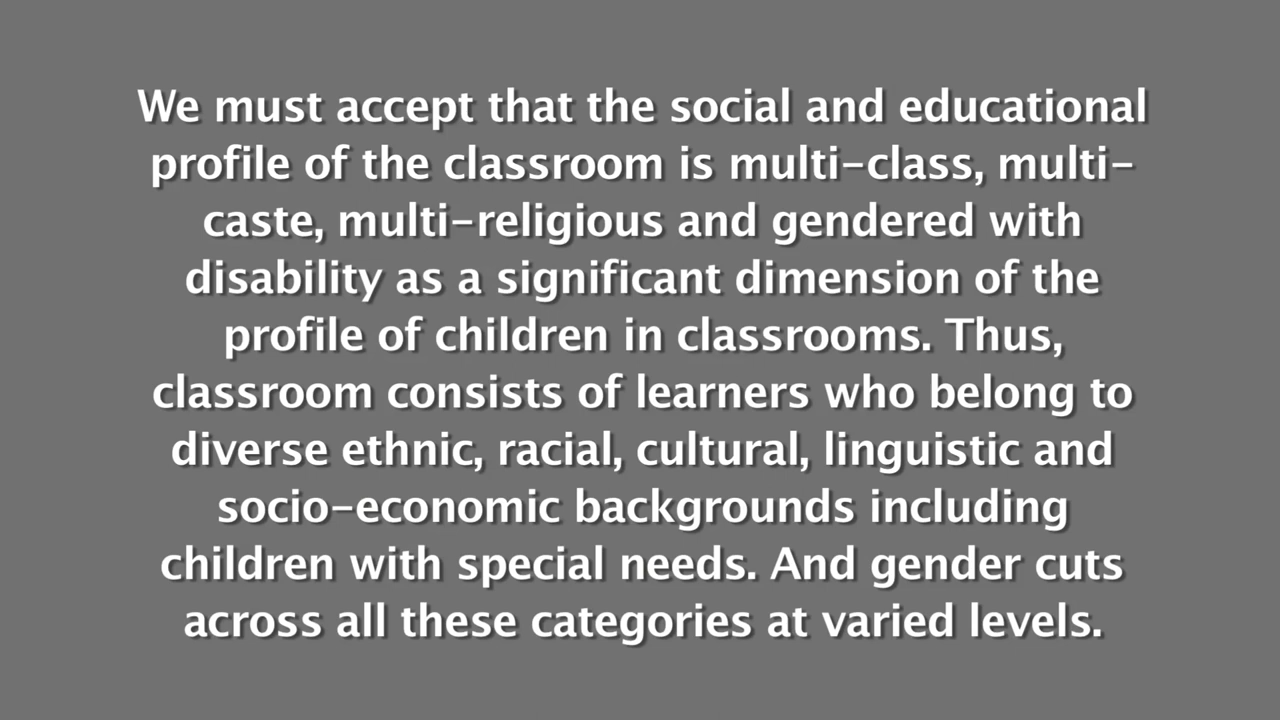 We must accept that the social and educational
profile of the classroom is multi-class, multi-
caste, multi-religious and gendered with
disability as a significant dimension of the
profile of children in classrooms. Thus,
classroom consists of learners who belong to
diverse ethnic, racial, cultural, linguistic and
socio-economic backgrounds including
children with special needs. And gender cuts
across all these categories at varied levels.